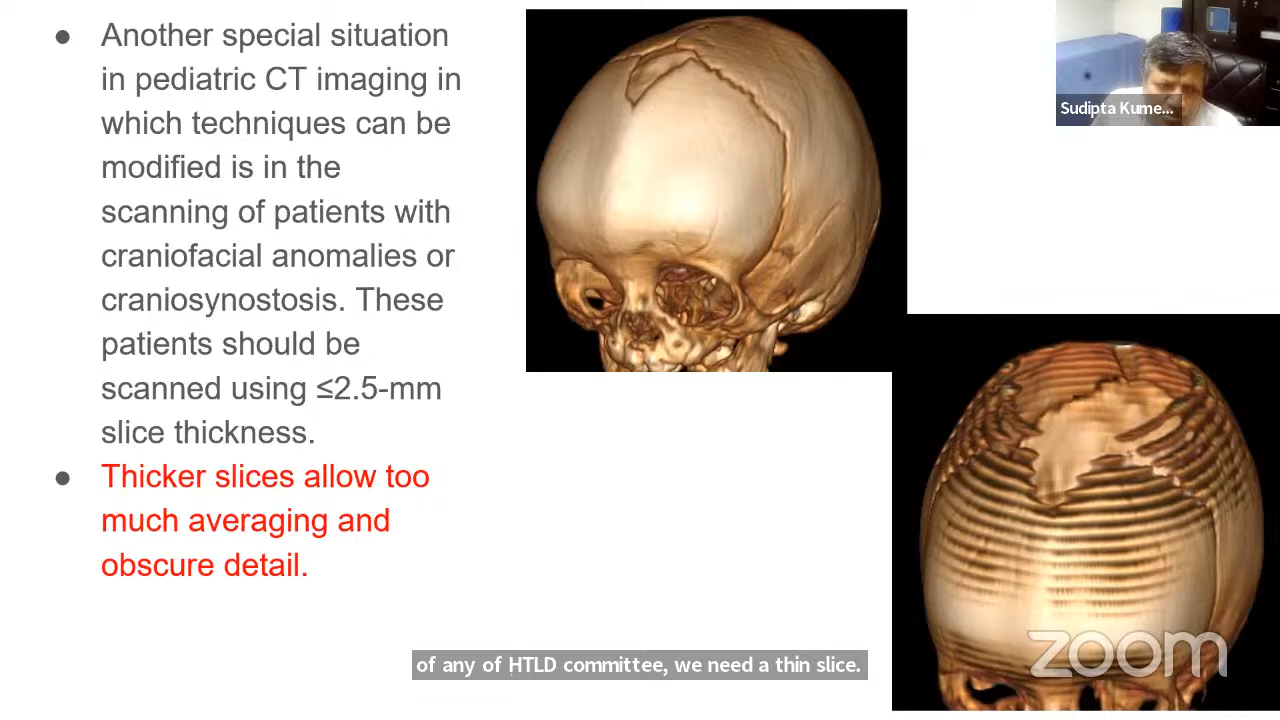 ● Another special situation
in pediatric CT imaging in
which techniques can be
modified is in the
scanning of patients with
craniofacial anomalies or
craniosynostosis. These
patients should be
scanned using ≤2.5-mm
slice thickness.
● Thicker slices allow too
much averaging and
obscure detail.
Sudipta Kume...
of any of HTLD committee, we need a thin slice.
zoom